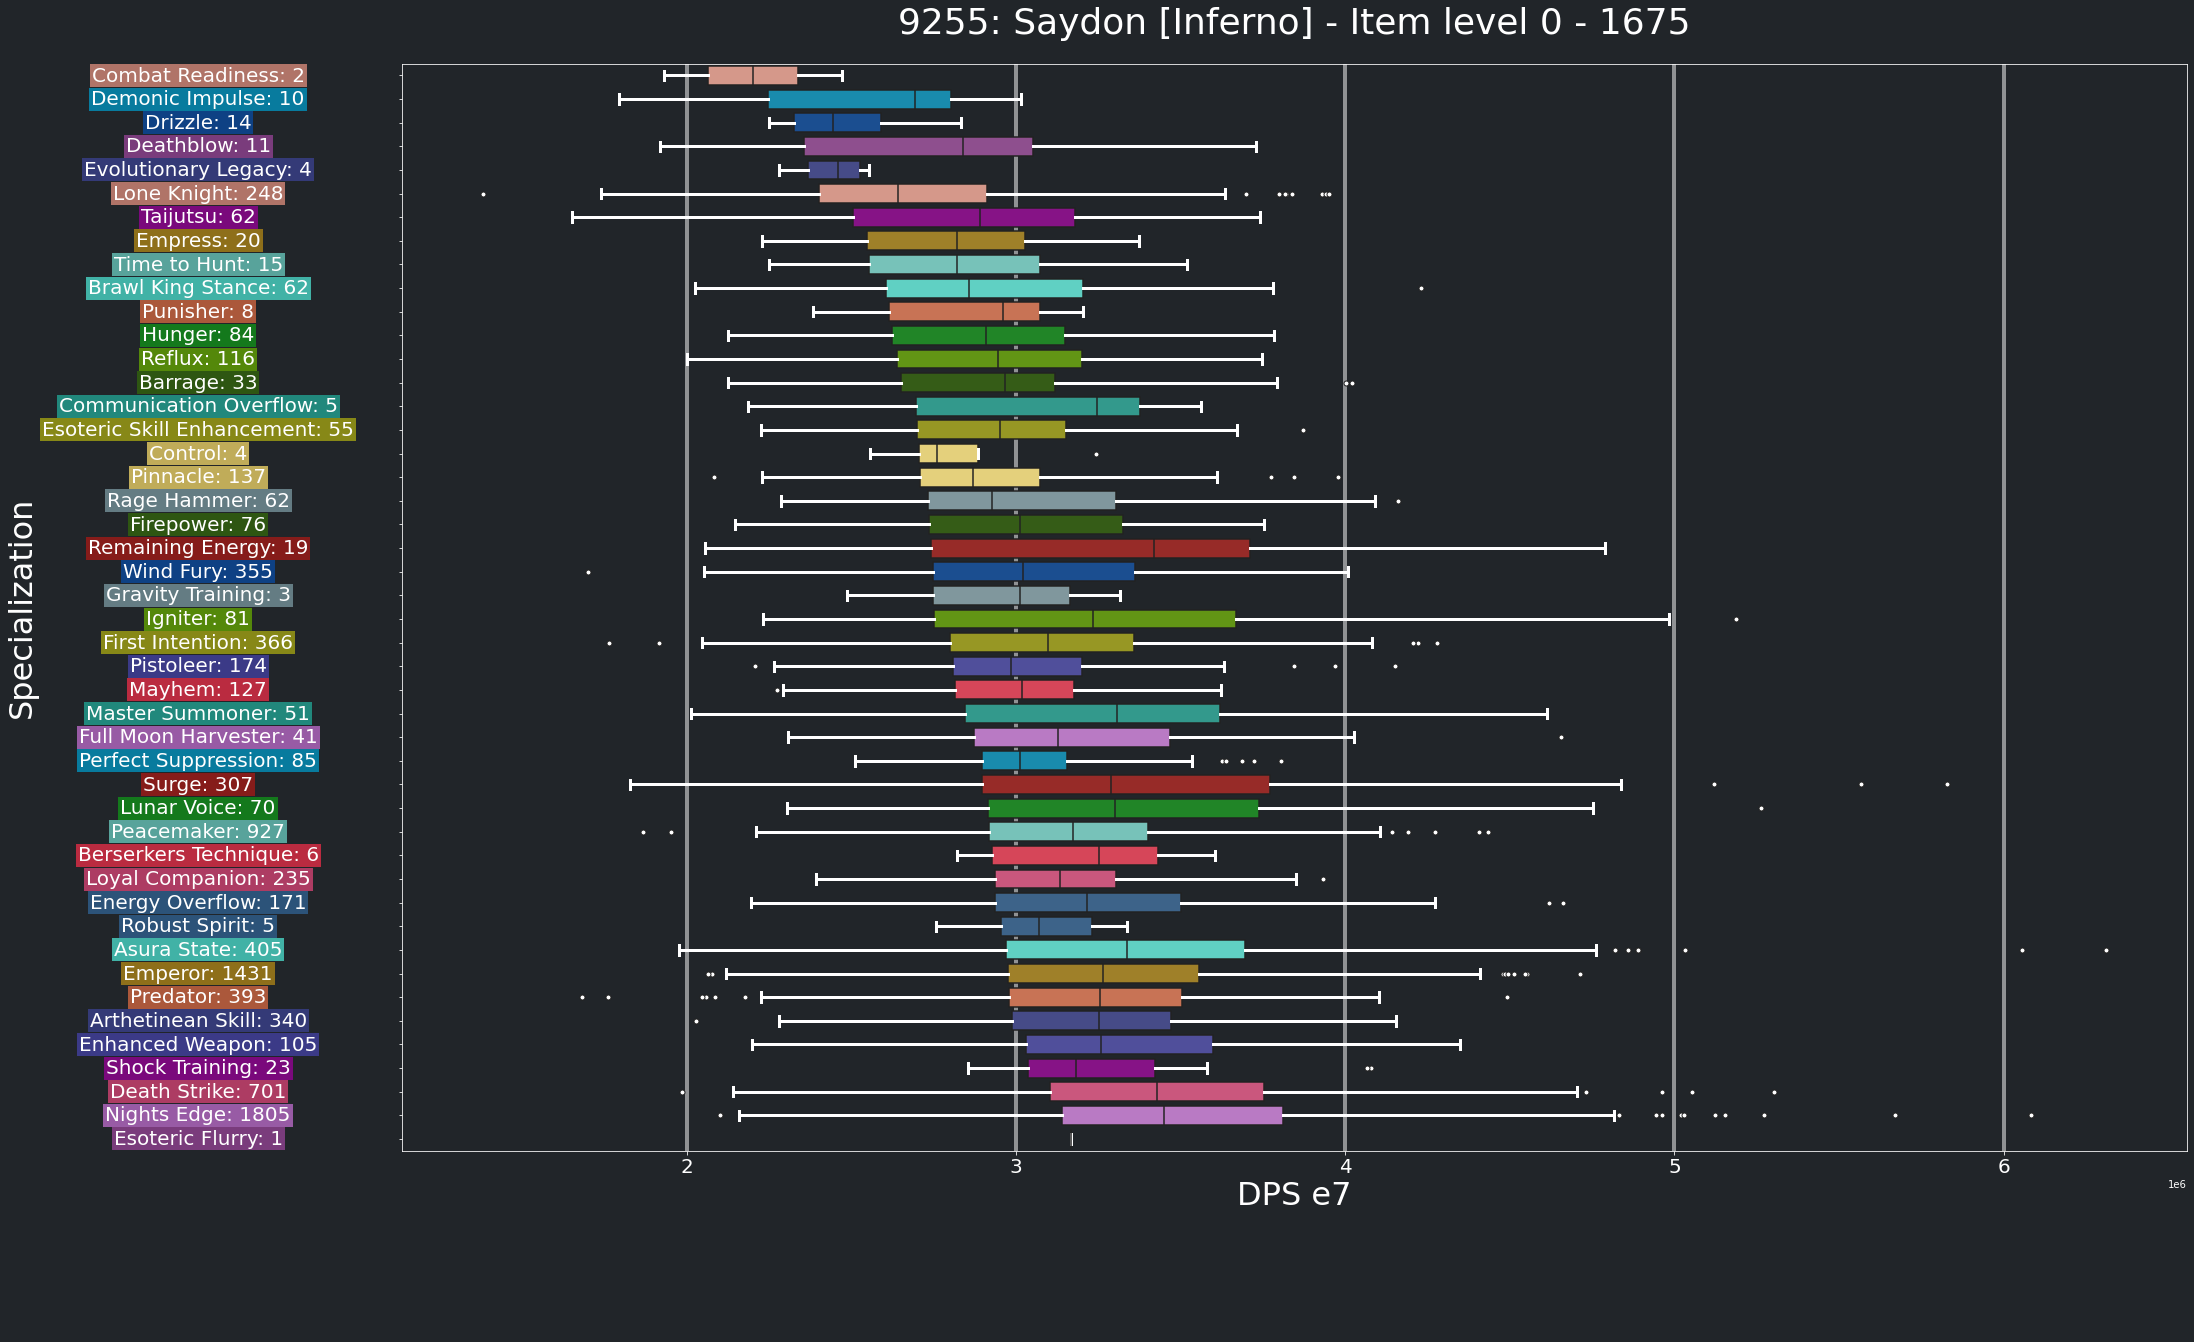 9255: Saydon [Inferno] - Item level 0 - 1675
Combat Readiness: 2
Demonic Impulse: 10
Drizzle: 14
Deathblow: 11
Evolutionary Legacy: 4
Lone Knight: 248
Taijutsu: 62
Empress: 20
Time to Hunt: 15
Brawl King Stance: 62
Punisher: 8
Hunger: 84
Reflux: 116
Barrage: 33
Communication Overflow: 5
Esoteric Skill Enhancement: 55
Control: 4
Pinnacle: 137
Rage Hammer: 62
Firepower: 76
Remaining Energy: 19
Wind Fury: 355
Gravity Training: 3
Igniter: 81
First Intention: 366
Pistoleer: 174
Mayhem: 127
Master Summoner: 51
Full Moon Harvester: 41
Perfect Suppression: 85
Surge: 307
Lunar Voice: 70
Peacemaker: 927
Berserkers Technique: 6
Loyal Companion: 235
Energy Overflow: 171
Robust Spirit: 5
Asura State: 405
Emperor: 1431
Predator: 393
Arthetinean Skill: 340
Enhanced Weapon: 105
Shock Training: 23
Death Strike: 701
Nights Edge: 1805
Esoteric Flurry: 1
Specialization
2 3 4 5 6
1e6
DPS e7